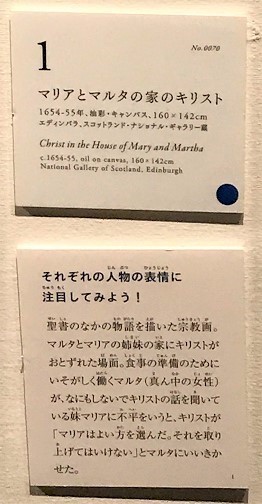 No.0070
1
マリアとマルタの家のキリスト
1654-55年、油彩・キャンバス、160×142cm
エディンバラ、スコットランド・ナショナル・ギャラリー蔵
Christ in the House of Mary and Martha
c.1654-55, oil on canvas, 160×142cm
National Gallery of Scotland, Edinburgh
それぞれの人物の表情に
注目してみよう！
聖書のなかの物語を描いた宗教画。
マルタとマリアの姉妹の家にキリストが
おとずれた場面。食事の準備のために
いそがしく働くマルタ（真ん中の女性）
が、なにもしないでキリストの話を聞いて
いる妹マリアに不平をいうと、キリストが
「マリアはよい方を選んだ。それを取り
上げてはいけない」とマルタにいいきか
せた。
1